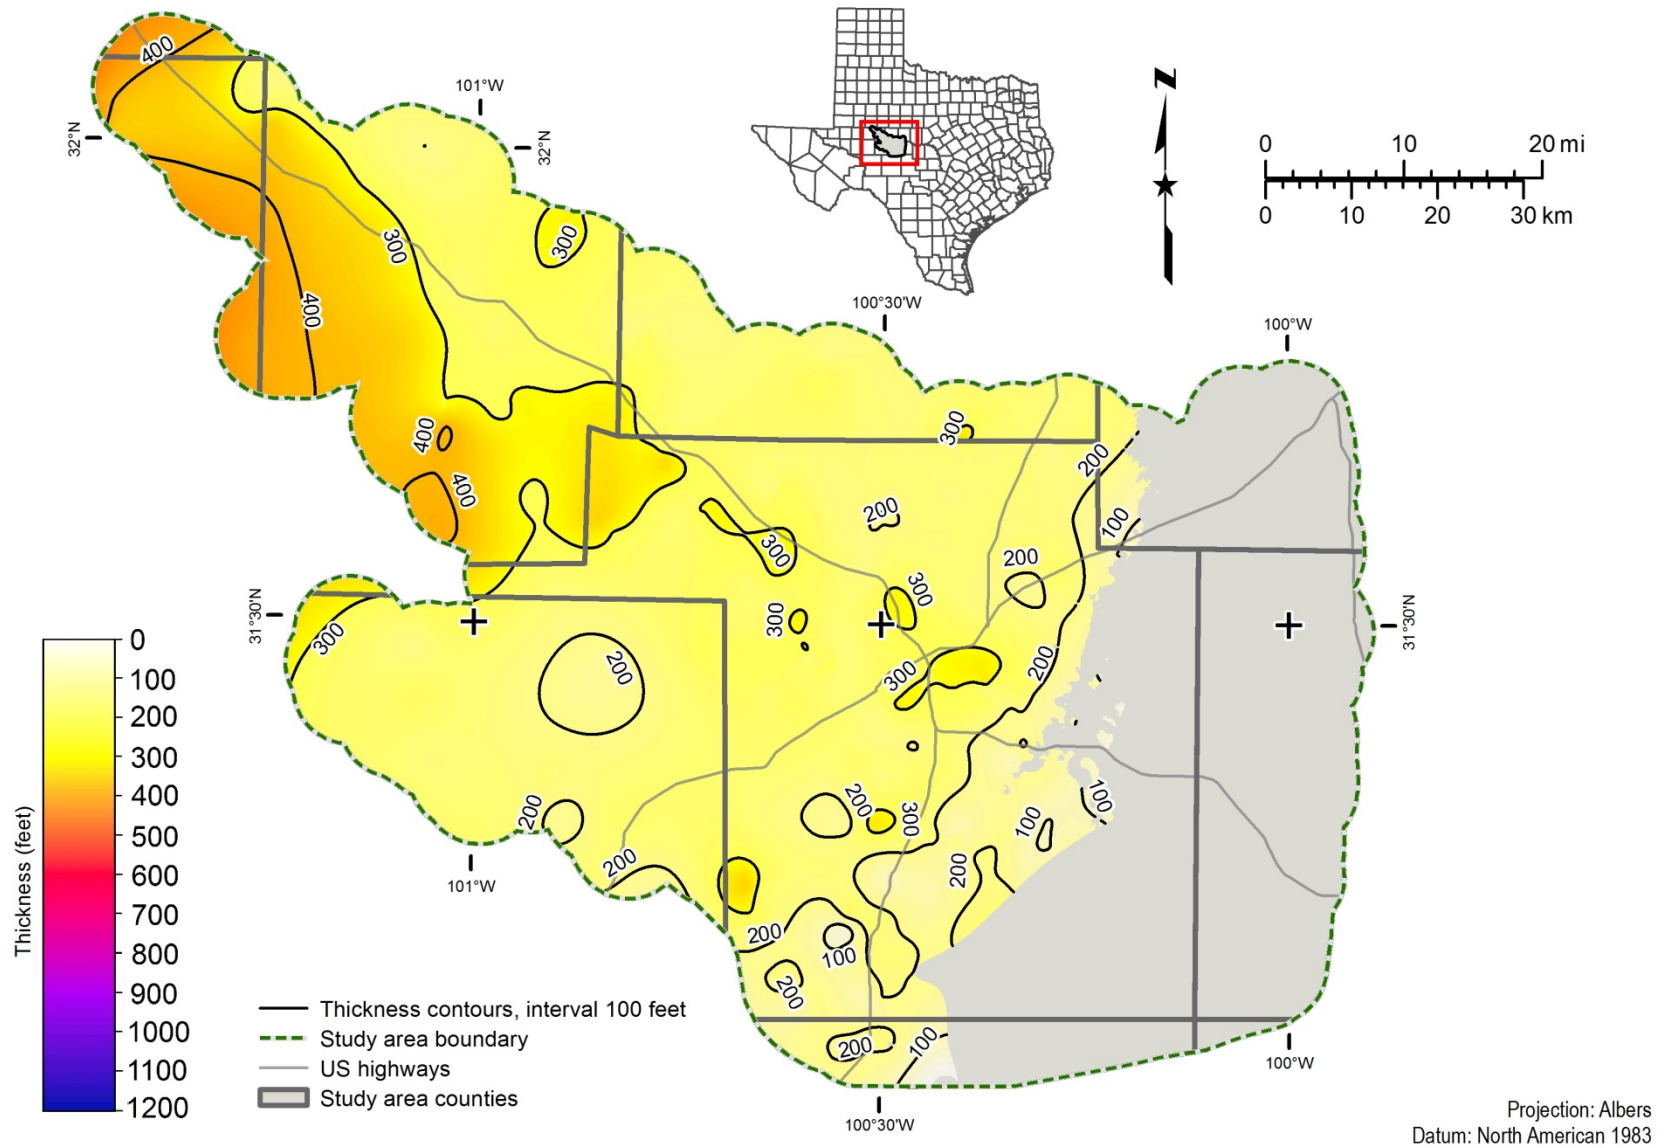 400
101°W
32°N
32°N
N
0 10 20 mi
0 10 20 30 km
300
300
400
100°30'W
100°W
400
400
300
200
200
100
300
200
300
300
31°30'N
31°30'N
300
200
200
300
200
200
300
100
100
200
200
101°W
200
100
200
200
100
100°W
100°30'W
Thickness (feet)
0
100
200
300
400
500
600
700
800
900
1000
1100
1200
Thickness contours, interval 100 feet
Study area boundary
US highways
Study area counties
Projection: Albers
Datum: North American 1983